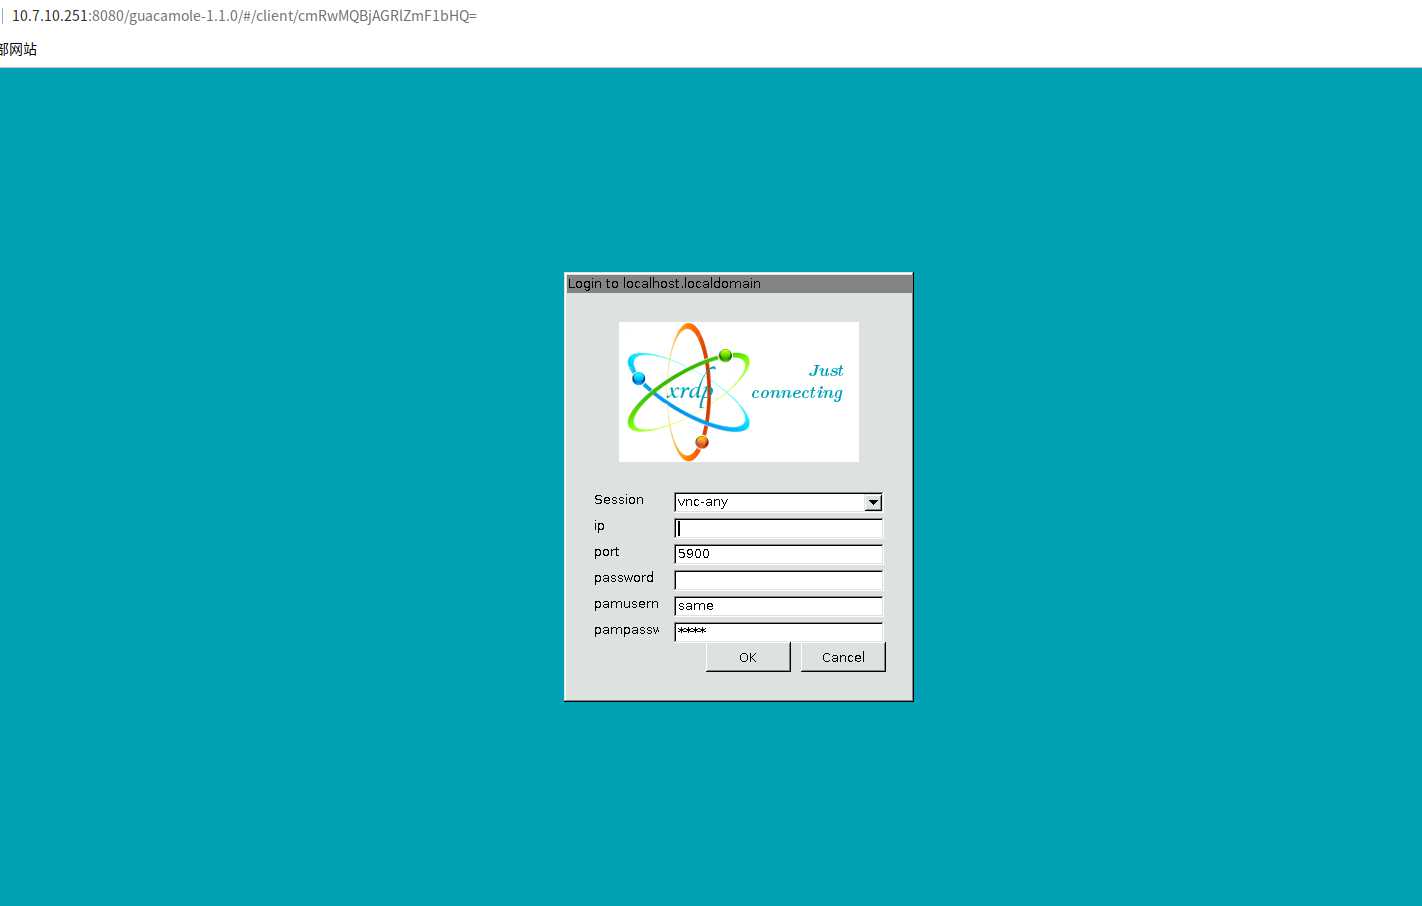 10.7.10.251:8080/guacamole-1.1.0/#/client/cmRwMQBjAGRlZmF1bHQ=
部网站
Login to localhost.localdomain
xrdp
Just
connecting
Session
vnc-any
ip
port
5900
password
pamusern
same
pampassw
****
OK
Cancel